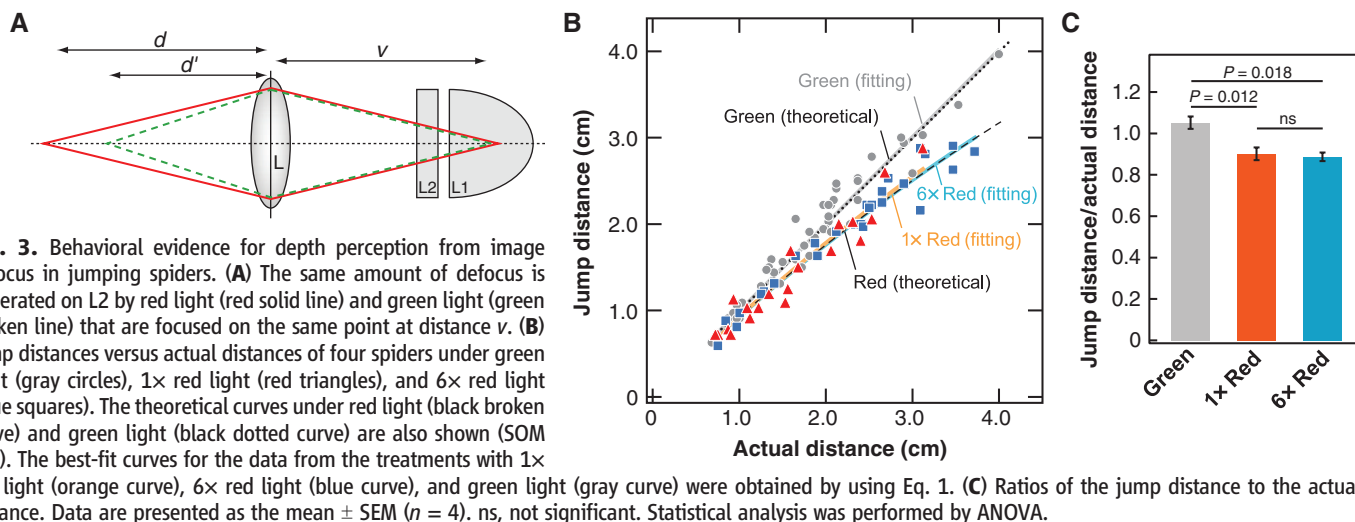 A
d
v
d'
L
L2
L1
. 3. Behavioral evidence for depth perception from image
ocus in jumping spiders. (A) The same amount of defocus is
erated on L2 by red light (red solid line) and green light (green
ken line) that are focused on the same point at distance v. (B)
p distances versus actual distances of four spiders under green
t (gray circles), 1× red light (red triangles), and 6× red light
e squares). The theoretical curves under red light (black broken
ve) and green light (black dotted curve) are also shown (SOM
). The best-fit curves for the data from the treatments with 1×
light (orange curve), 6× red light (blue curve), and green light (gray curve) were obtained by using Eq. 1. (C) Ratios of the jump distance to the actua
ance. Data are presented as the mean ± SEM (n = 4). ns, not significant. Statistical analysis was performed by ANOVA.
B
Jump distance (cm)
4.0
3.0
2.0
1.0
0
Green (fitting)
Green (theoretical)
6× Red (fitting)
1× Red (fitting)
Red (theoretical)
0
1.0
2.0
3.0
4.0
Actual distance (cm)
C
Jump distance/actual distance
P = 0.018
P = 0.012
ns
1.2
1.0
0.8
0.6
0.4
0.2
0
Green
1× Red
6× Red